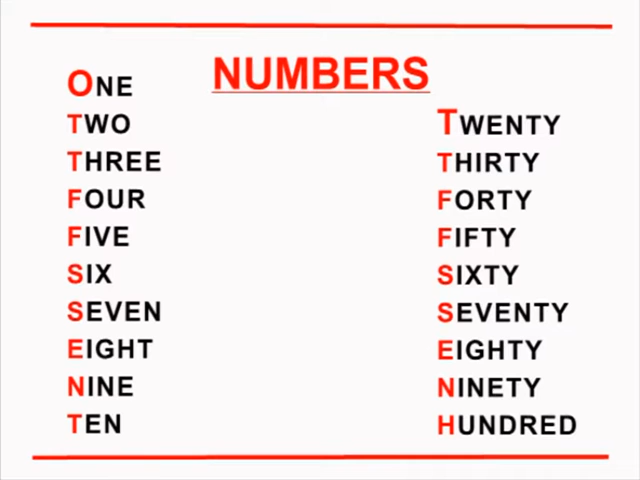 NUMBERS
ONE
TWO
THREE
FOUR
FIVE
SIX
SEVEN
EIGHT
NINE
TEN
TWENTY
THIRTY
FORTY
FIFTY
SIXTY
SEVENTY
EIGHTY
NINETY
HUNDRED